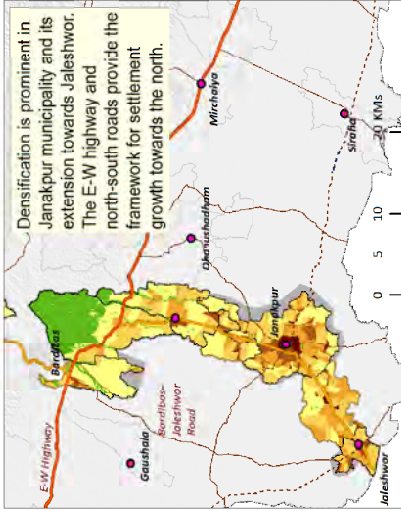 Densification is prominent in
Janakpur municipality and its
extension towards Jaleshwor.
The E-W highway and
north-south roads provide the
framework for settlement
growth towards the north.
E-W Highway
Bardibas
Gaushala
Bardibas-
Jaleshwor
Road
Dhanushadham
Mirchaiya
Janakpur
Siraha
Jaleshwar
0 5 10 20 KMs